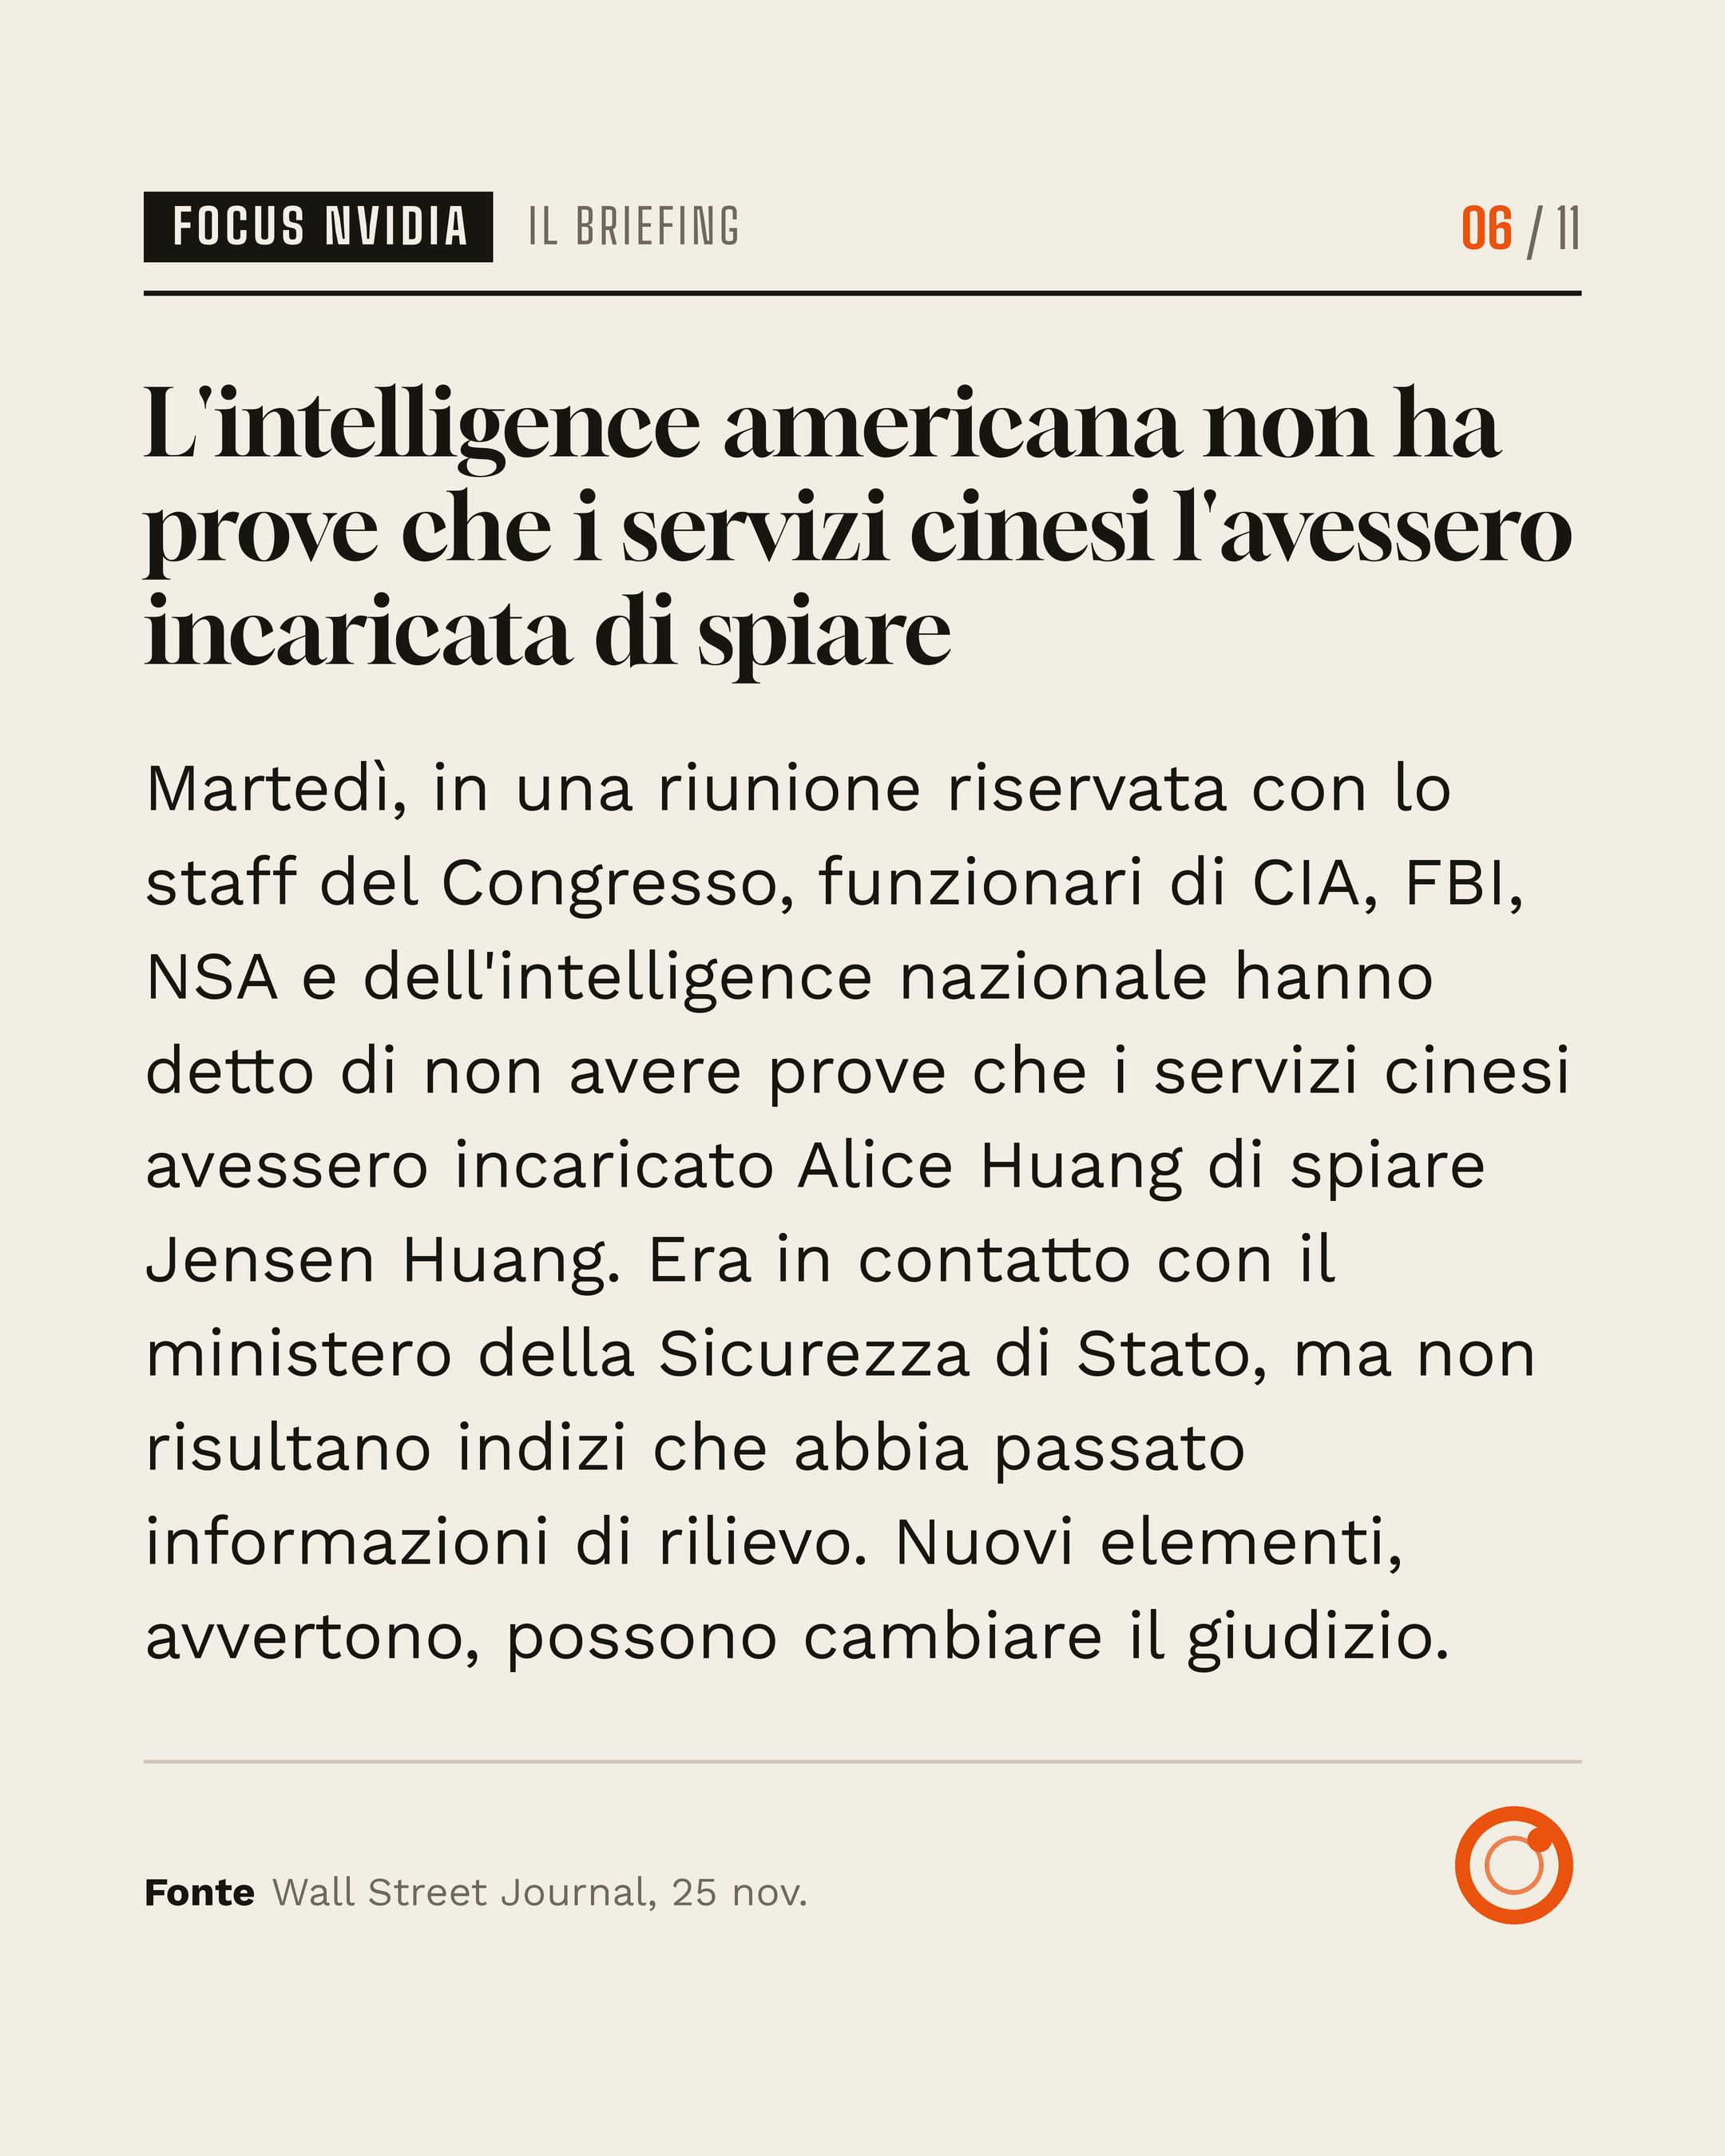 FOCUS NVIDIA IL BRIEFING 06 / 11
L'intelligence americana non ha
prove che i servizi cinesi l'avessero
incaricata di spiare
Martedì, in una riunione riservata con lo
staff del Congresso, funzionari di CIA, FBI,
NSA e dell'intelligence nazionale hanno
detto di non avere prove che i servizi cinesi
avessero incaricato Alice Huang di spiare
Jensen Huang. Era in contatto con il
ministero della Sicurezza di Stato, ma non
risultano indizi che abbia passato
informazioni di rilievo. Nuovi elementi,
avvertono, possono cambiare il giudizio.
Fonte Wall Street Journal, 25 nov.